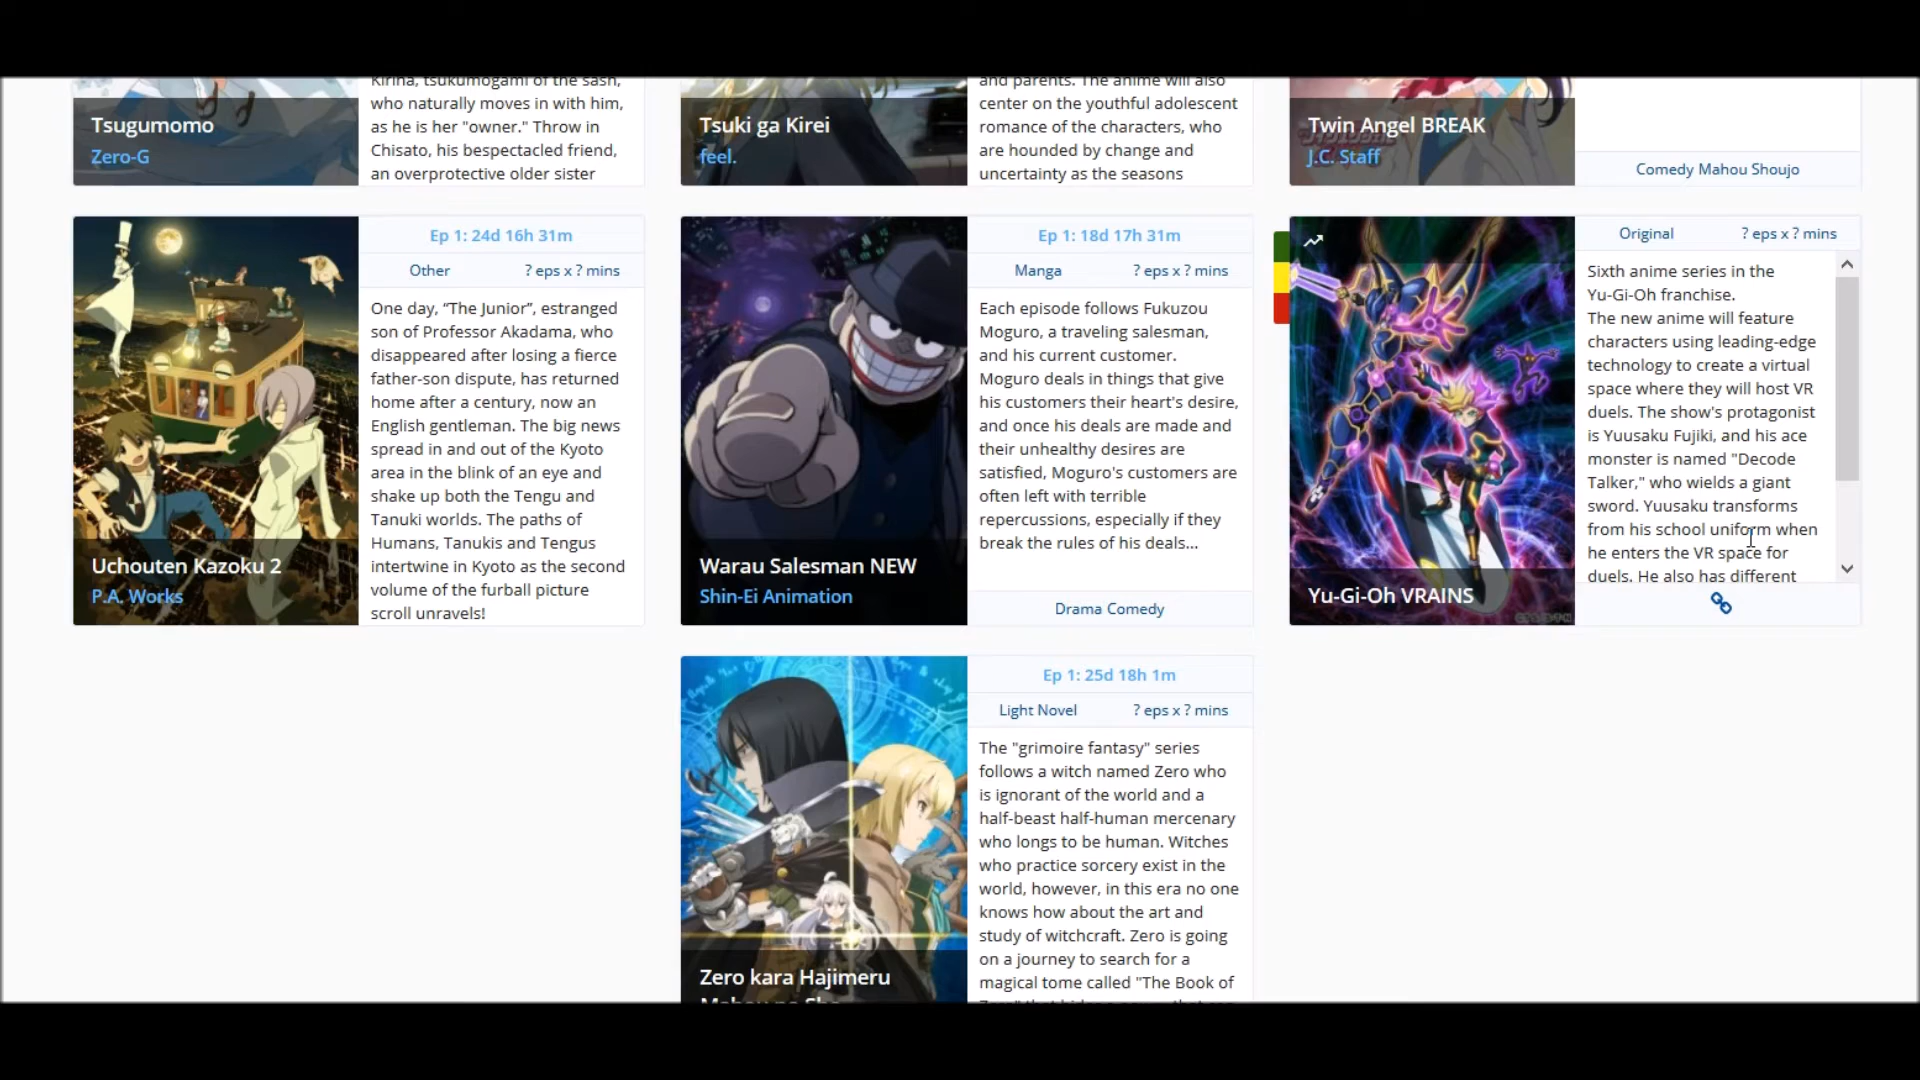 Kirina, tsukumogami of the sash,
who naturally moves in with him,
as he is her "owner." Throw in
Chisato, his bespectacled friend,
an overprotective older sister
Tsugumomo
Zero-G
and parents. The anime will also
center on the youthful adolescent
romance of the characters, who
are hounded by change and
uncertainty as the seasons
Tsuki ga Kirei
feel.
Twin Angel BREAK
J.C. Staff
Comedy Mahou Shoujo
Ep 1: 24d 16h 31m
Other ? eps x ? mins
One day, “The Junior”, estranged
son of Professor Akadama, who
disappeared after losing a fierce
father-son dispute, has returned
home after a century, now an
English gentleman. The big news
spread in and out of the Kyoto
area in the blink of an eye and
shake up both the Tengu and
Tanuki worlds. The paths of
Humans, Tanukis and Tengus
intertwine in Kyoto as the second
volume of the furball picture
scroll unravels!
Uchouten Kazoku 2
P.A. Works
Ep 1: 18d 17h 31m
Manga ? eps x ? mins
Each episode follows Fukuzou
Moguro, a traveling salesman,
and his current customer.
Moguro deals in things that give
his customers their heart's desire,
and once his deals are made and
their unhealthy desires are
satisfied, Moguro's customers are
often left with terrible
repercussions, especially if they
break the rules of his deals...
Drama Comedy
Warau Salesman NEW
Shin-Ei Animation
Original ? eps x ? mins
Sixth anime series in the
Yu-Gi-Oh franchise.
The new anime will feature
characters using leading-edge
technology to create a virtual
space where they will host VR
duels. The show's protagonist
is Yuusaku Fujiki, and his ace
monster is named "Decode
Talker," who wields a giant
sword. Yuusaku transforms
from his school uniform when
he enters the VR space for
duels. He also has different
Yu-Gi-Oh VRAINS
Ep 1: 25d 18h 1m
Light Novel ? eps x ? mins
The "grimoire fantasy" series
follows a witch named Zero who
is ignorant of the world and a
half-beast half-human mercenary
who longs to be human. Witches
who practice sorcery exist in the
world, however, in this era no one
knows how about the art and
study of witchcraft. Zero is going
on a journey to search for a
magical tome called "The Book of
Zero kara Hajimeru